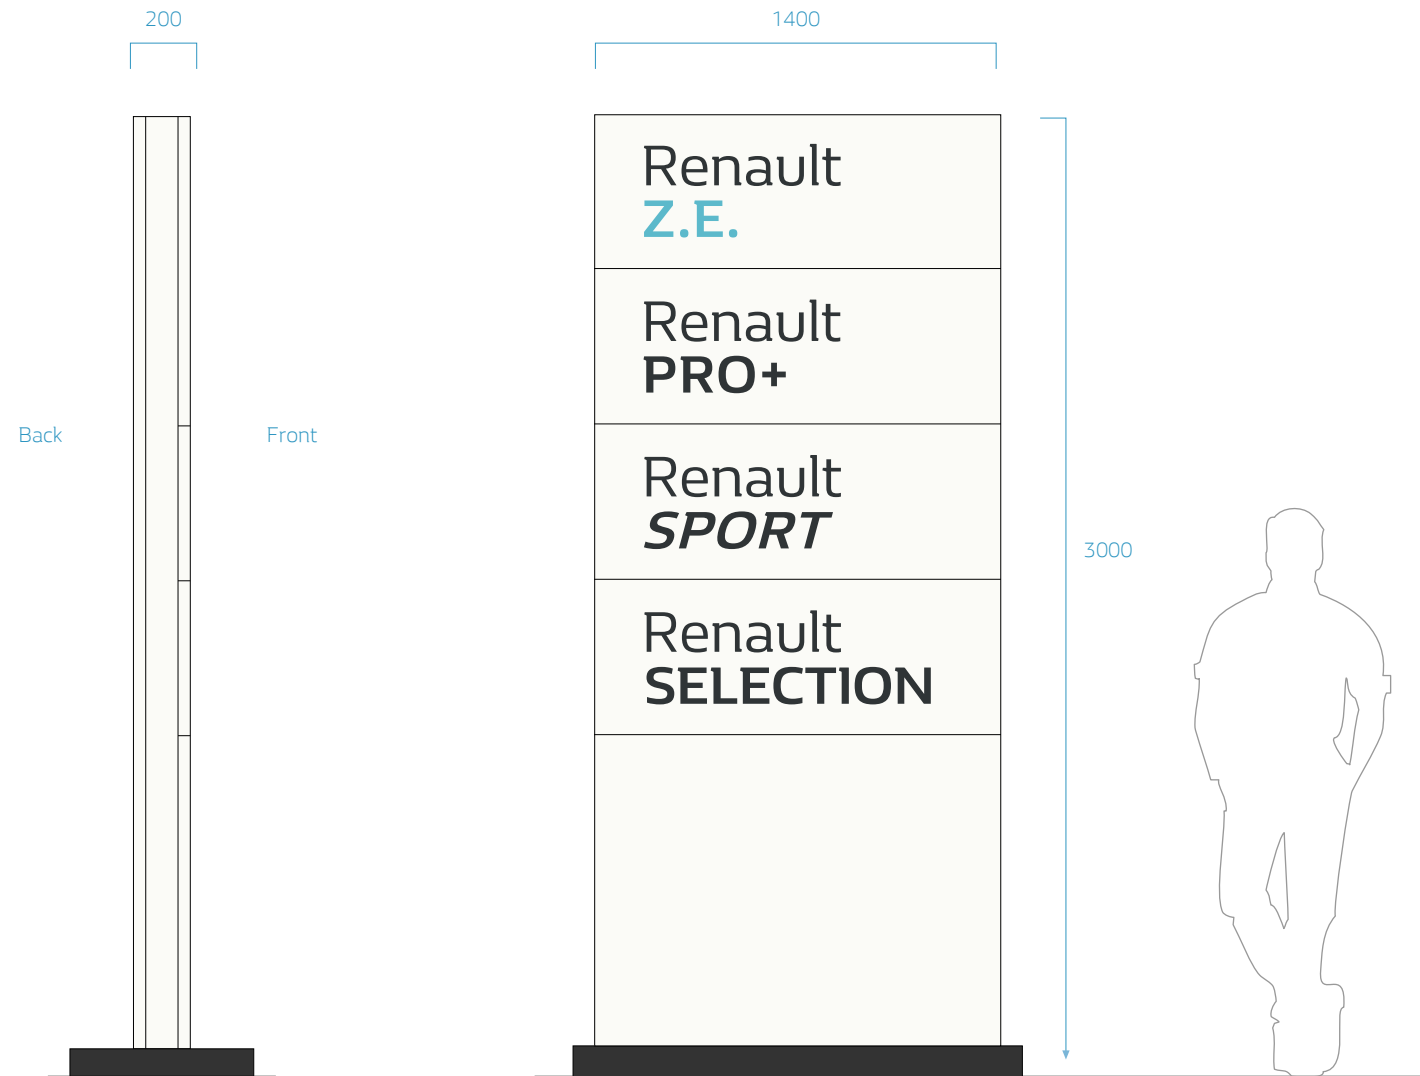 200
1400
Renault
Z.E.
Renault
PRO+
Back
Front
Renault
SPORT
3000
Renault
SELECTION